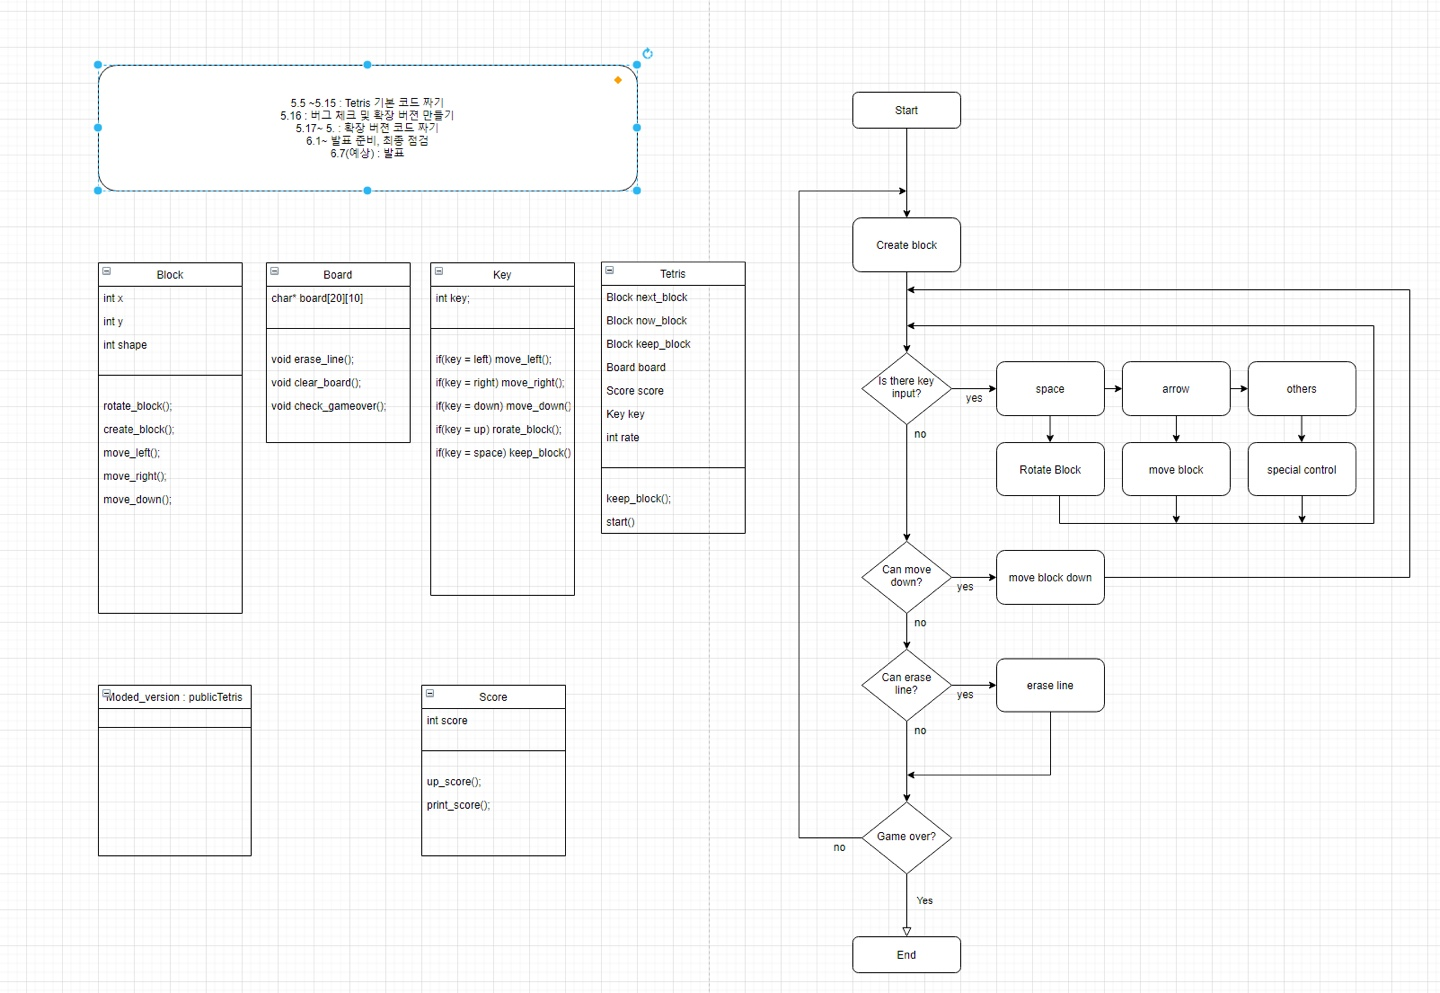 5.5 ~5.15 : Tetris 기본 코드 짜기
5.16 : 버그 체크 및 확장 버젼 만들기
5.17~ 5. : 확장 버젼 코드 짜기
6.1~ 발표 준비, 최종 점검
6.7(예상) : 발표
Block
int x
int y
int shape
rotate_block();
create_block();
move_left();
move_right();
move_down();
Board
char* board[20][10]
void erase_line();
void clear_board();
void check_gameover();
Key
int key;
if(key = left) move_left();
if(key = right) move_right();
if(key = down) move_down()
if(key = up) rorate_block();
if(key = space) keep_block()
Tetris
Block next_block
Block now_block
Block keep_block
Board board
Score score
Key key
int rate
keep_block();
start()
Moded_version : publicTetris
Score
int score
up_score();
print_score();
Start
Create block
Is there key
input?
yes
no
space
arrow
others
Rotate Block
move block
special control
Can move
down?
yes
no
move block down
Can erase
line?
yes
no
erase line
Game over?
no
Yes
End